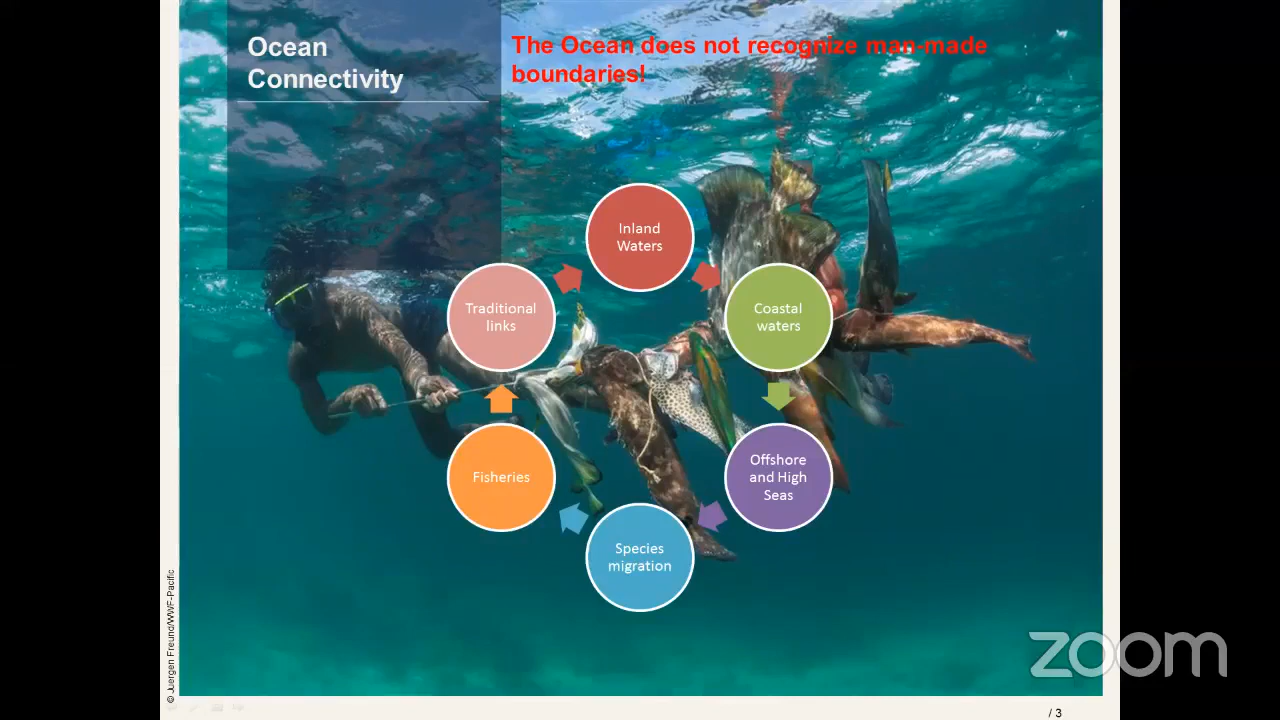 Ocean
Connectivity
The Ocean does not recognize man-made
boundaries!
Inland
Waters
Traditional
links
Coastal
waters
Fisheries
Offshore
and High
Seas
Species
migration
© Juergen Freund/WWF-Pacific
zoom
/ 3